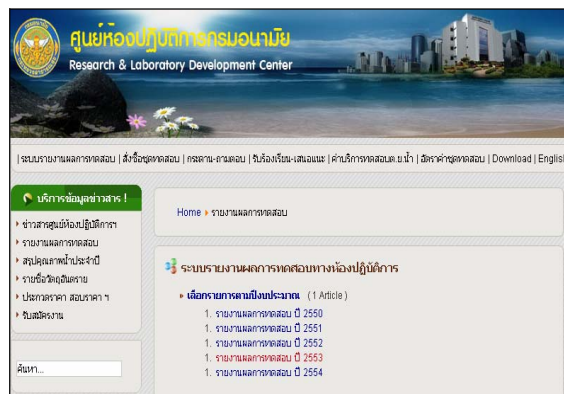 ศูนย์ห้องปฏิบัติการกรมอนามัย
Research & Laboratory Development Center
|ระบบรายงานผลการทดสอบ | สั่งซื้อชุดทดสอบ | กระดาน-ถามตอบ | รับร้องเรียน-เสนอแนะ | ค่าบริการทดสอบต.ย.น้ำ | อัตราค่าชุดทดสอบ | Download | Englis
บริการข้อมูลข่าวสาร !
ข่าวสารศูนย์ห้องปฏิบัติการฯ
รายงานผลการทดสอบ
สรุปคุณภาพน้ำประจำปี
รายชื่อวัตถุอันตราย
ประกวดราคา สอบราคา ฯ
รับสมัครงาน
ค้นหา...
Home รายงานผลการทดสอบ
ระบบรายงานผลการทดสอบทางห้องปฏิบัติการ
เลือกรายการตามปีงบประมาณ ( 1 Article )
1. รายงานผลการทดสอบ ปี 2550
1. รายงานผลการทดสอบ ปี 2551
1. รายงานผลการทดสอบ ปี 2552
1. รายงานผลการทดสอบ ปี 2553
1. รายงานผลการทดสอบ ปี 2554